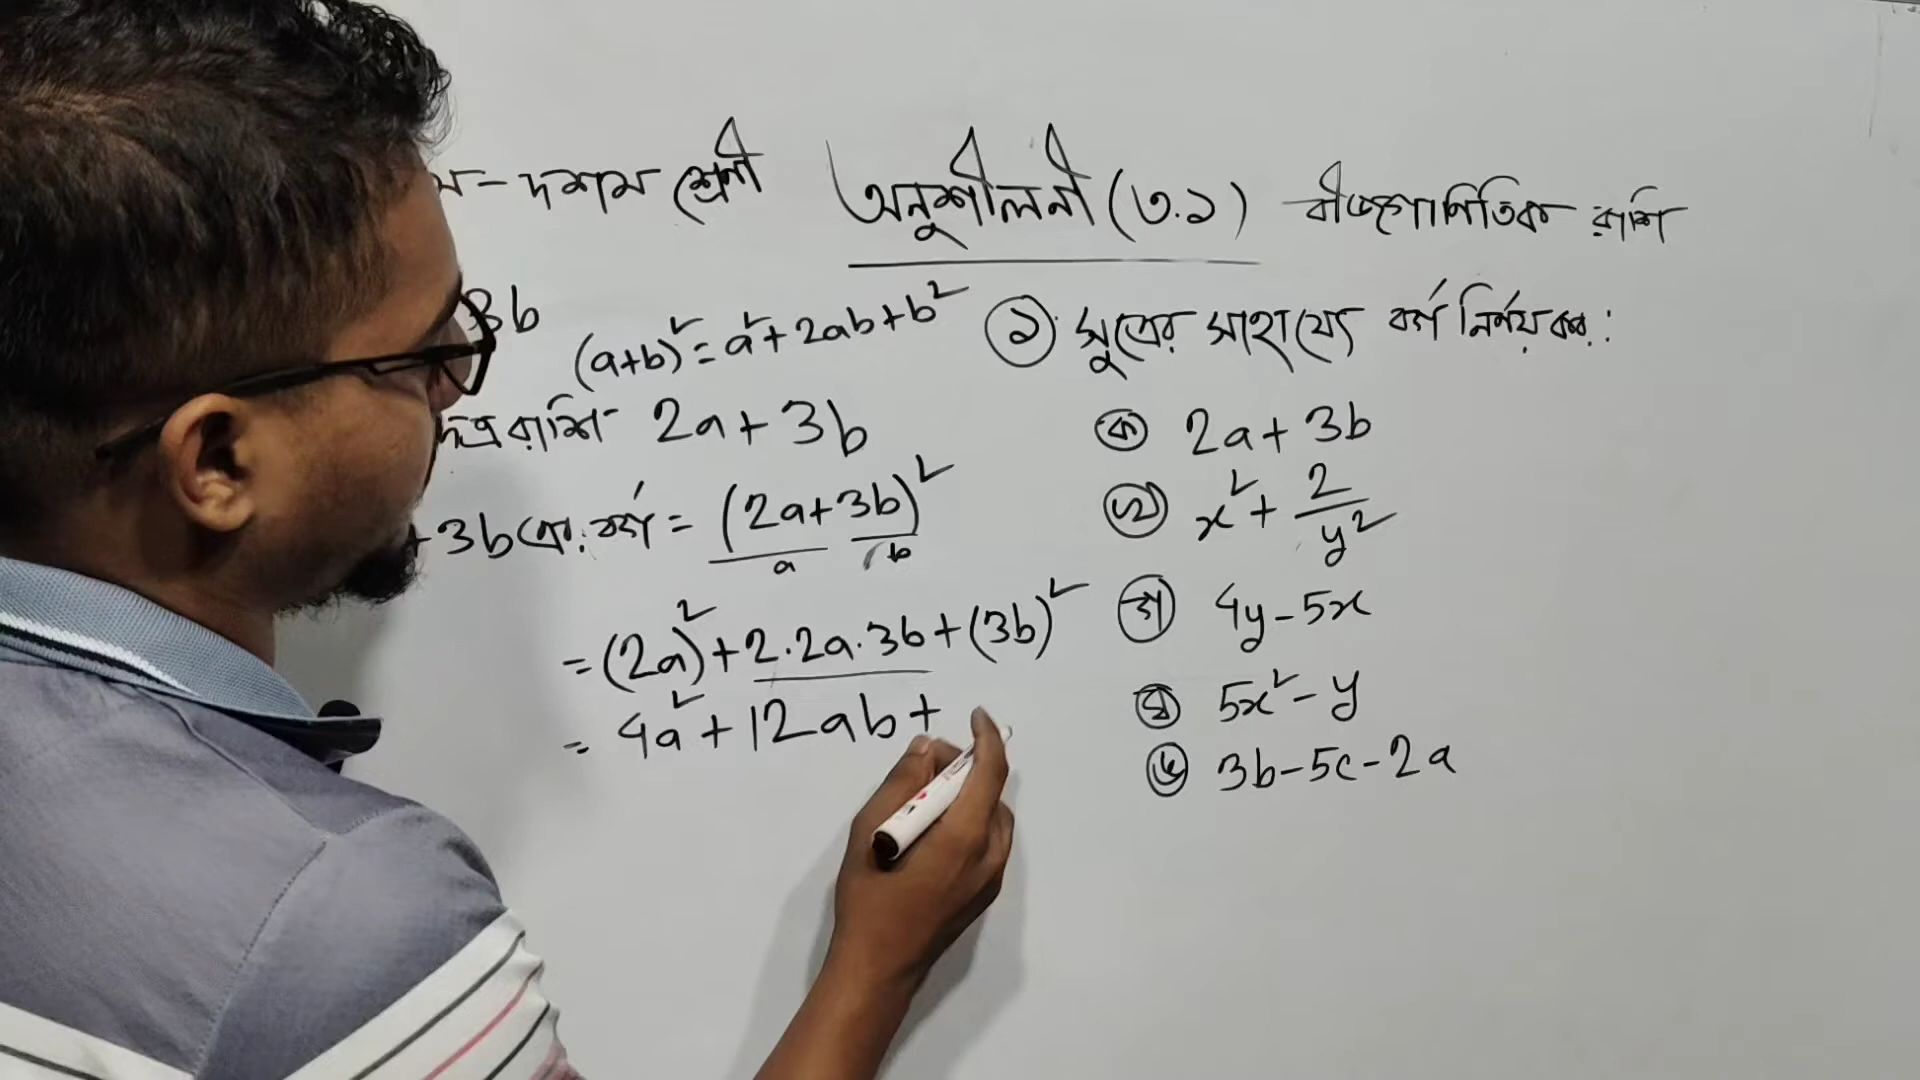 ম-দশম শ্রেণী অনুশীলনী (৩.১) বীজগাণিতিক রাশি
3b
(a+b)² = a²+2ab+b²
দত্ত রাশি 2a+3b
+3b এর বর্গ = (2a+3b)²
a b
= (2a)²+2.2a.3b+(3b)²
= 4a²+12ab+
১ সূত্রের সাহায্যে বর্গ নির্ণয় কর:
ক 2a+3b
খ x²+2/y²
গ 4y-5x
ঘ 5x²-y
ঙ 3b-5c-2a